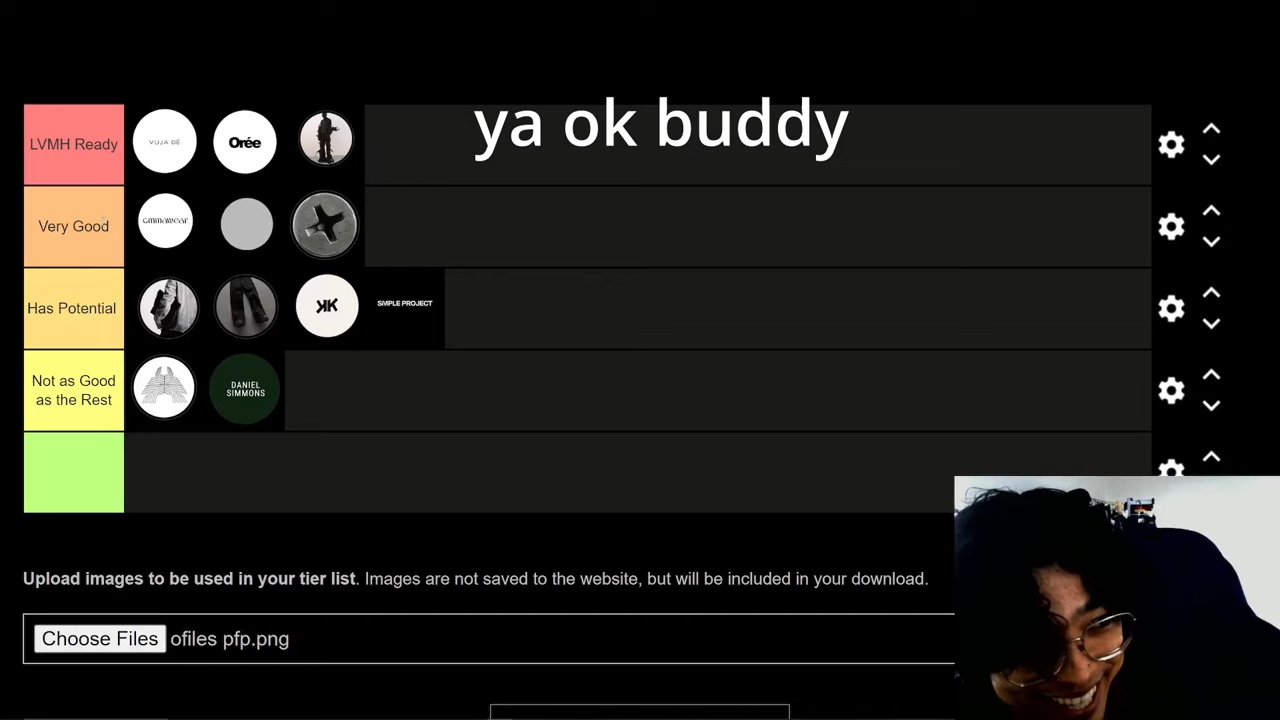 ya ok buddy
LVMH Ready
VUJA DÉ
Orée
Very Good
emmawear
Has Potential
KK
SIMPLE PROJECT
Not as Good
as the Rest
DANIEL
SIMMONS
Upload images to be used in your tier list. Images are not saved to the website, but will be included in your download.
Choose Files ofiles pfp.png